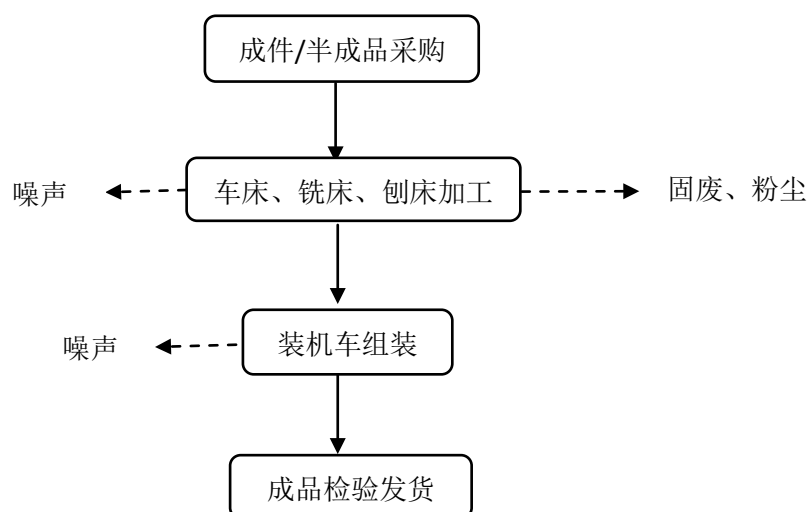 成件/半成品采购
噪声
车床、铣床、刨床加工
固废、粉尘
噪声
装机车组装
成品检验发货